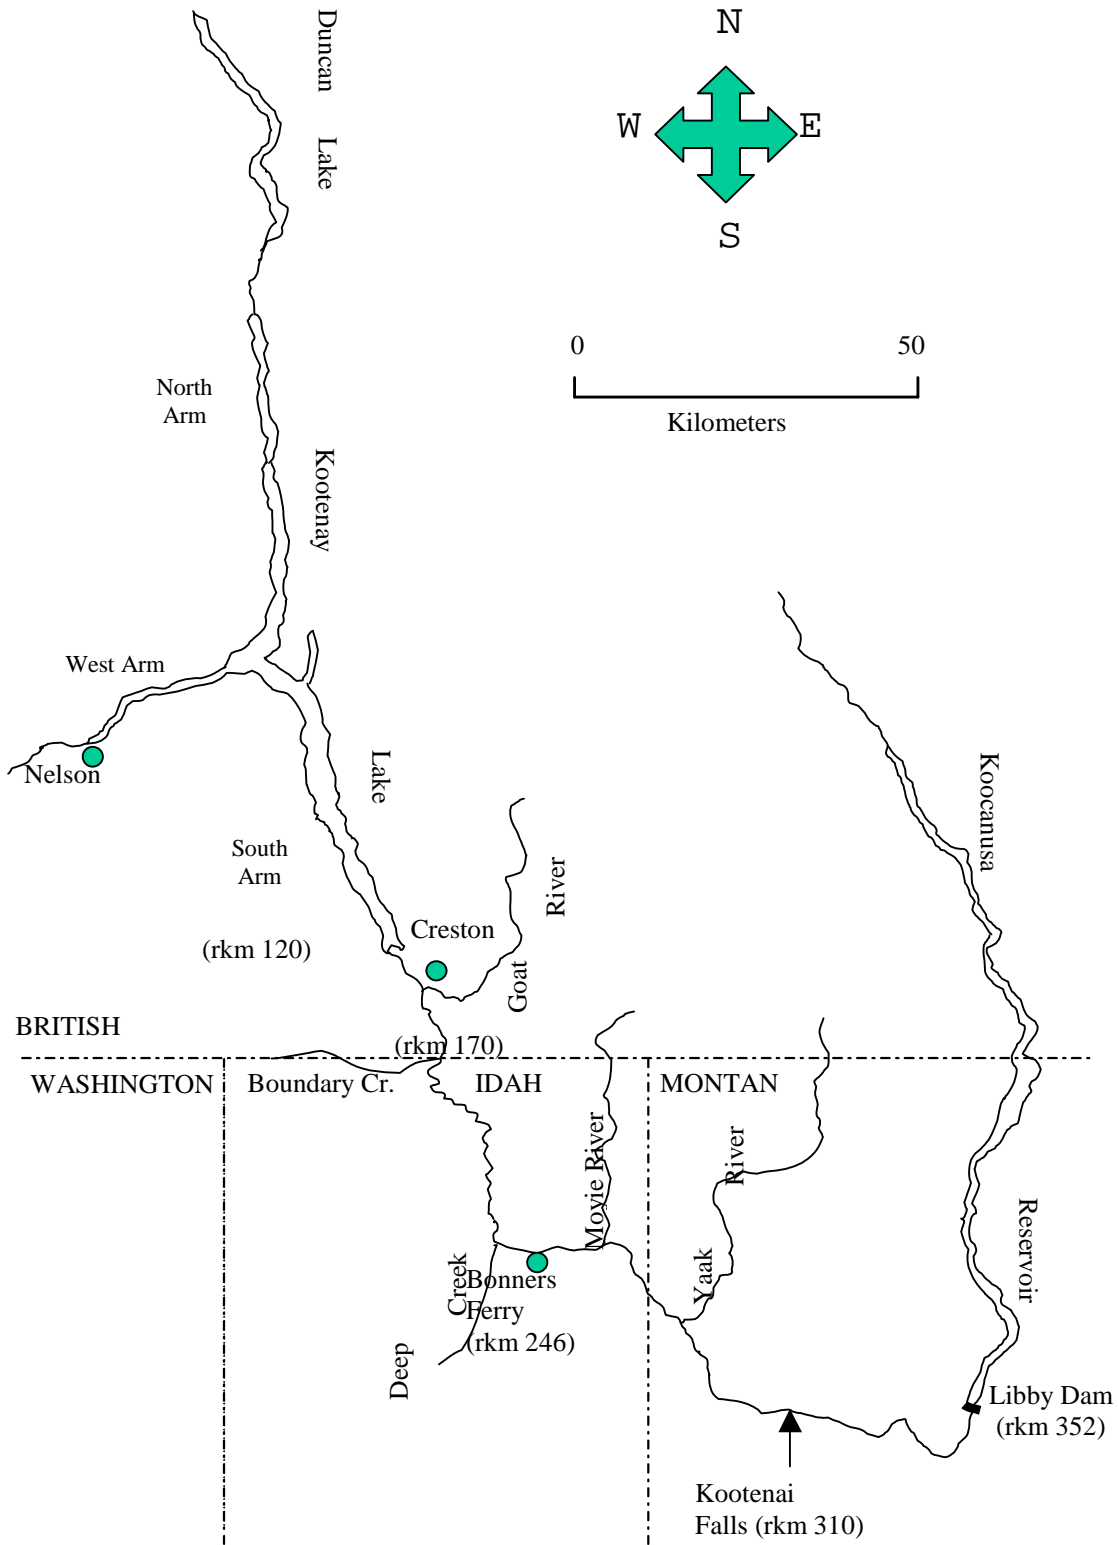 N
Duncan Lake
W E
S
0 50
Kilometers
North
Arm
Kootenay
West Arm
Nelson
Lake
Koocanusa
South
Arm
River
Creston
(rkm 120)
Goat
BRITISH
(rkm 170)
WASHINGTON
Boundary Cr.
IDAH
MONTAN
Moyie River
River
Reservoir
Yaak
Creek
Bonners
Ferry
(rkm 246)
Deep
Libby Dam
(rkm 352)
Kootenai
Falls (rkm 310)